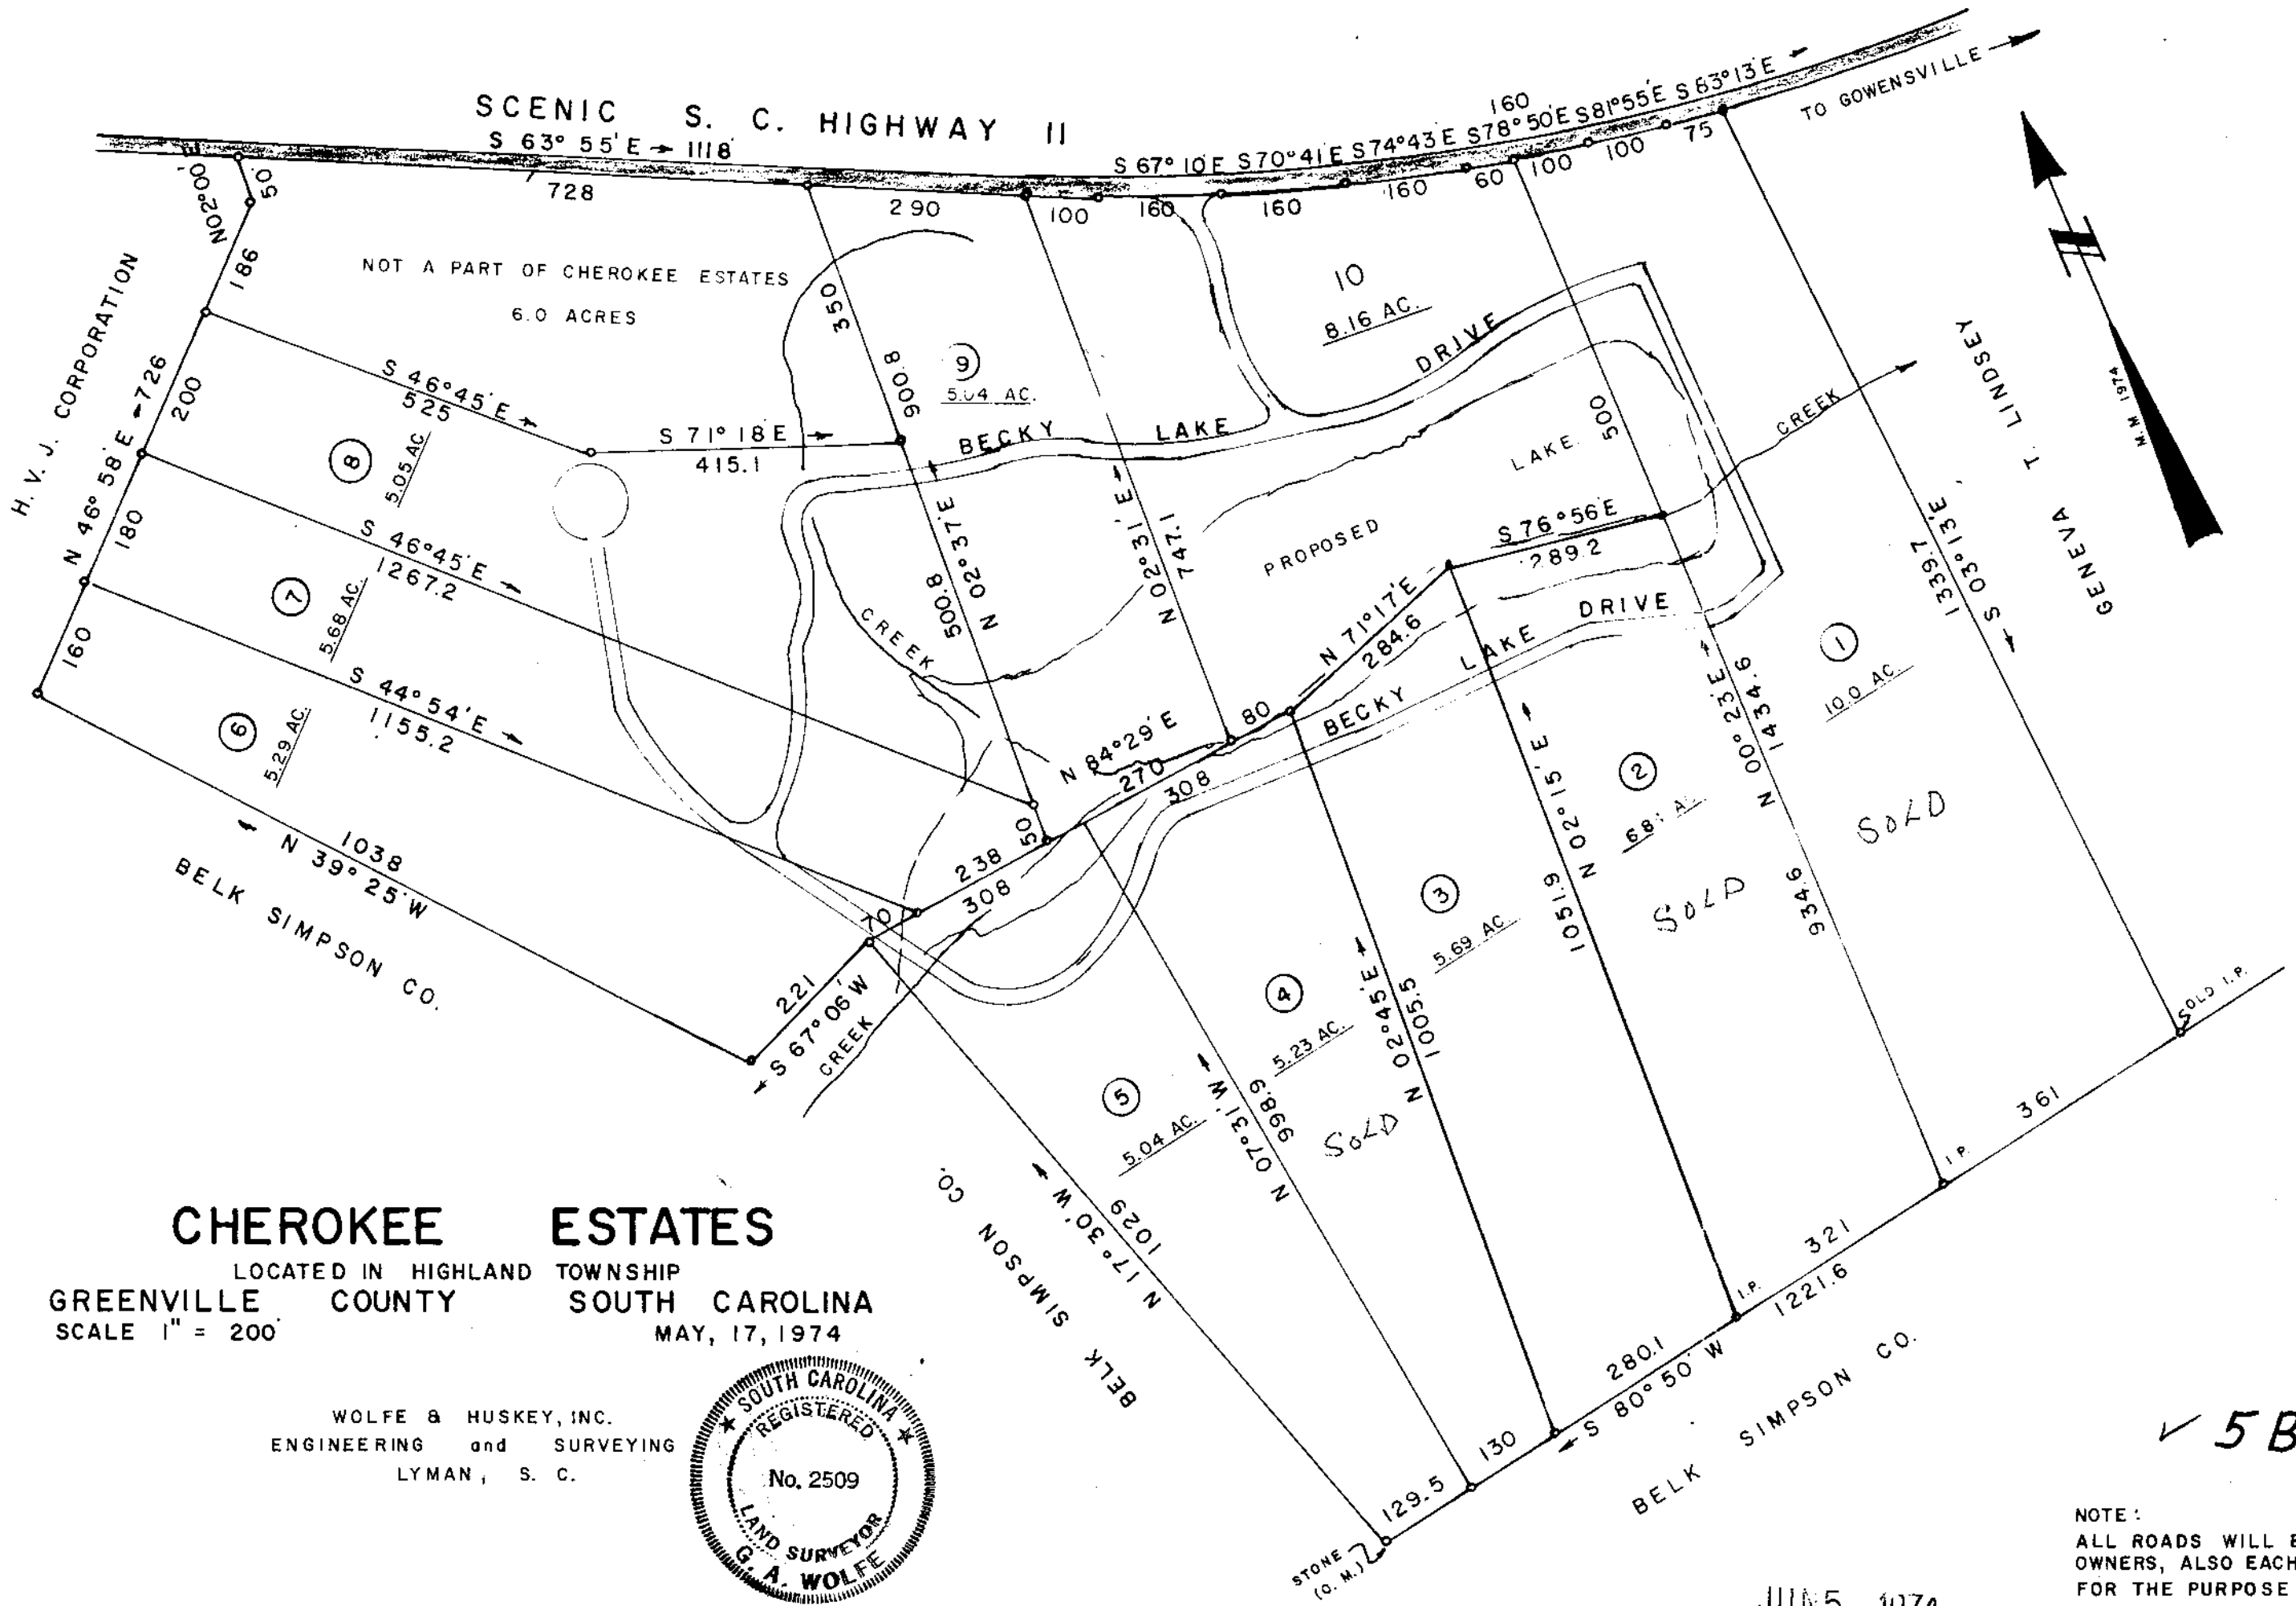 SCENIC S. C. HIGHWAY 11
S 63° 55' E → 1118'
S 67° 10' E S 70° 41' E S 74° 43' E S 78° 50' E S 81° 55' E S 83° 13' E
160
TO GOWENSVILLE
728
290
100
160
160
160
60
100
100
75
N 02° 00' E
50
186
200
180
160
N 46° 58' E 726
H. V. J. CORPORATION
NOT A PART OF CHEROKEE ESTATES
6.0 ACRES
S 46° 45' E
525
S 71° 18' E
415.1
350
900.8
9
5.04 AC.
10
8.16 AC.
BECKY LAKE DRIVE
500
PROPOSED LAKE
CREEK
M.M 1974
N
GENEVA T. LINDSEY
8
5.05 AC
S 46° 45' E
1267.2
7
5.68 AC.
S 44° 54' E
1155.2
6
5.29 AC.
1038
N 39° 25' W
BELK SIMPSON CO.
CREEK
500.8
N 02° 37' E
N 02° 31' E
747.1
S 76° 56' E
289.2
N 71° 17' E
284.6
BECKY LAKE DRIVE
N 84° 29' E
80
270
308
50
238
308
70
221
S 67° 06' W
CREEK
1339.7
S 03° 13' E
1
10.0 AC.
SOLD
N 00° 23' E
1434.6
934.6
2
6.81 A
SOLD
N 02° 15' E
1051.9
3
5.69 AC.
N 02° 45' E
1005.5
4
5.23 AC.
SOLD
N 07° 31' W
998.9
5
5.04 AC.
N 17° 30' W
1029
BELK SIMPSON CO.
OLD I.P.
361
I.P.
321
I.P.
1221.6
280.1
S 80° 50' W
130
129.5
STONE
(O. M.)
BELK SIMPSON CO.
CHEROKEE ESTATES
LOCATED IN HIGHLAND TOWNSHIP
GREENVILLE COUNTY SOUTH CAROLINA
SCALE 1" = 200' MAY, 17, 1974
WOLFE & HUSKEY, INC.
ENGINEERING and SURVEYING
LYMAN, S. C.
SOUTH CAROLINA
REGISTERED
No. 2509
LAND SURVEYOR
G. A. WOLFE
✓ 5 B
NOTE:
ALL ROADS WILL B
OWNERS, ALSO EACH
FOR THE PURPOSE
JUN 5